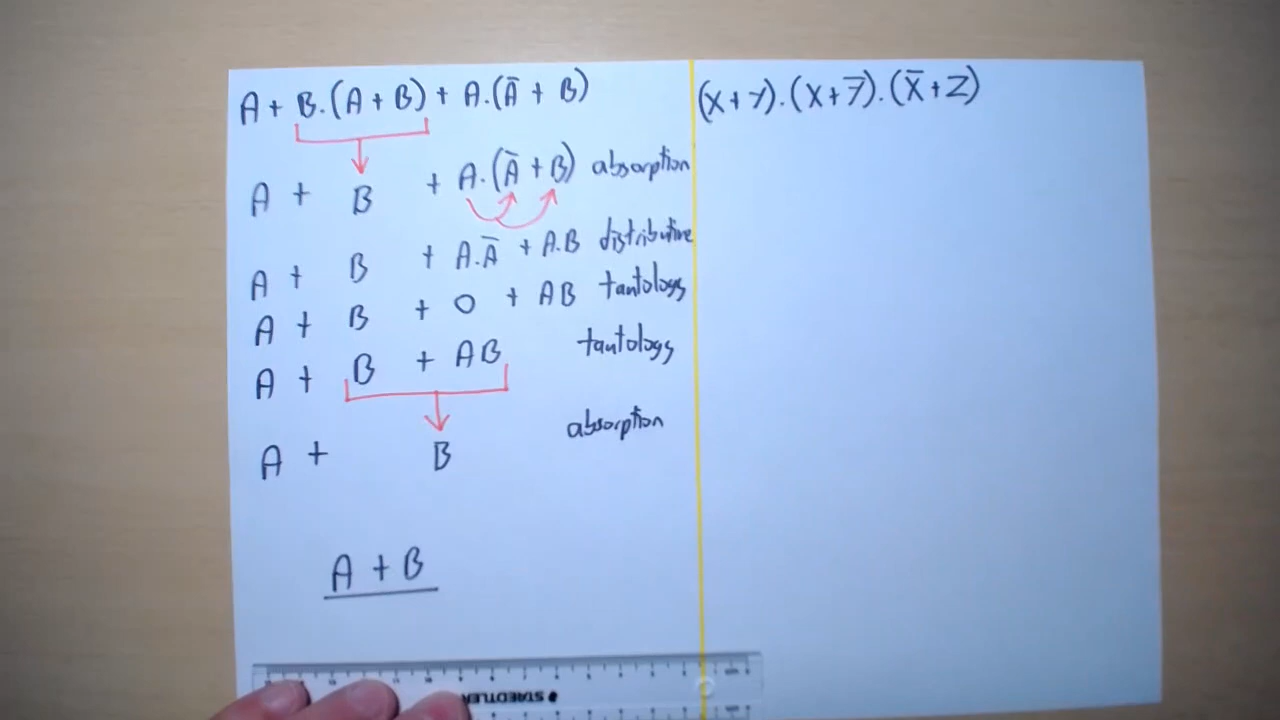 A + B.(A + B) + A.(Ā + B)
A + B + A.(Ā + B) absorption
A + B + A.Ā + A.B distributive
A + B + 0 + AB tautology
A + B + AB tautology
A + B absorption
A + B
(X+Y).(X+Ȳ).(X̄+Z)
STAEDTLER